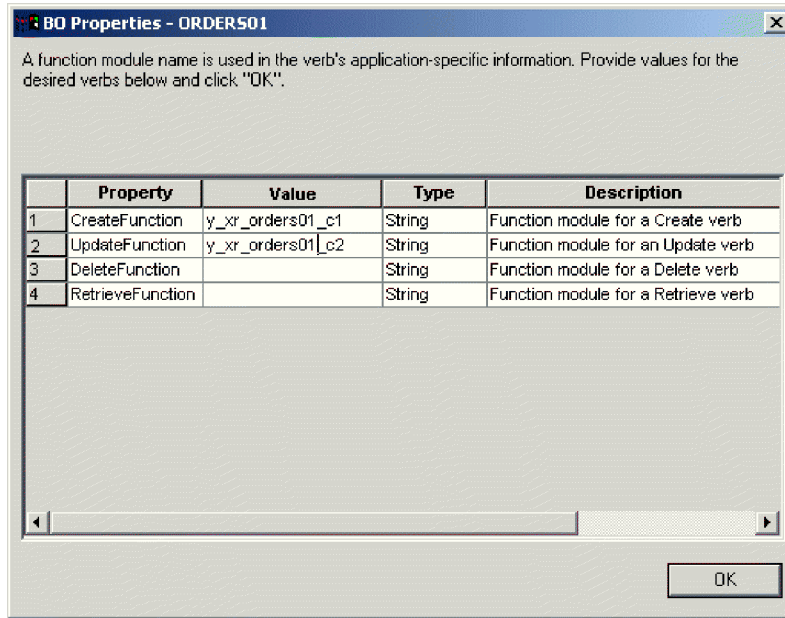 BO Properties - ORDERS01
A function module name is used in the verb's application-specific information. Provide values for the
desired verbs below and click "OK".
Property Value Type Description
1 CreateFunction y_xr_orders01_c1 String Function module for a Create verb
2 UpdateFunction y_xr_orders01_c2 String Function module for an Update verb
3 DeleteFunction String Function module for a Delete verb
4 RetrieveFunction String Function module for a Retrieve verb
OK